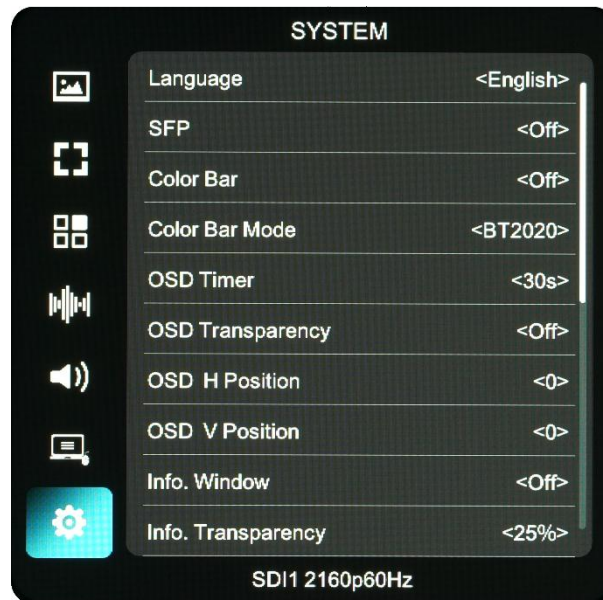 SYSTEM
Language <English>
SFP <Off>
Color Bar <Off>
Color Bar Mode <BT2020>
OSD Timer <30s>
OSD Transparency <Off>
OSD H Position <0>
OSD V Position <0>
Info. Window <Off>
Info. Transparency <25%>
SDI1 2160p60Hz